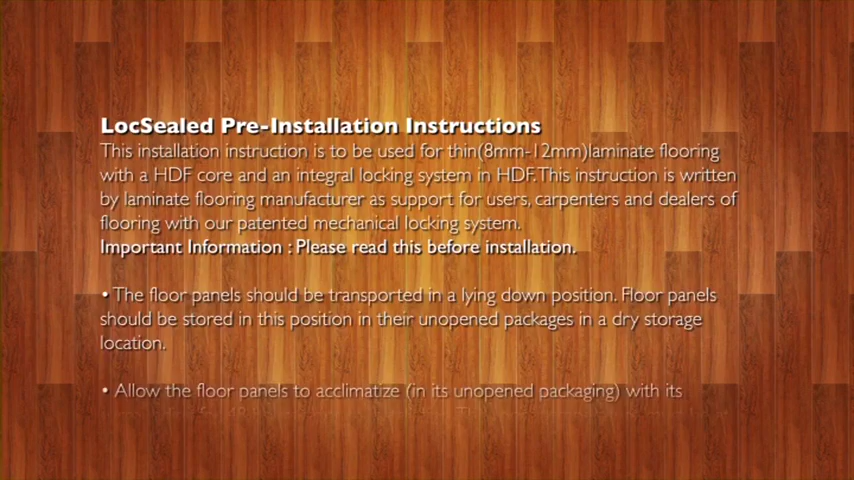 LocSealed Pre-Installation Instructions
This installation instruction is to be used for thin(8mm-12mm)laminate flooring
with a HDF core and an integral locking system in HDF.This instruction is written
by laminate flooring manufacturer as support for users, carpenters and dealers of
flooring with our patented mechanical locking system.
Important Information : Please read this before installation.
• The floor panels should be transported in a lying down position. Floor panels
should be stored in this position in their unopened packages in a dry storage
location.
• Allow the floor panels to acclimatize (in its unopened packaging) with its